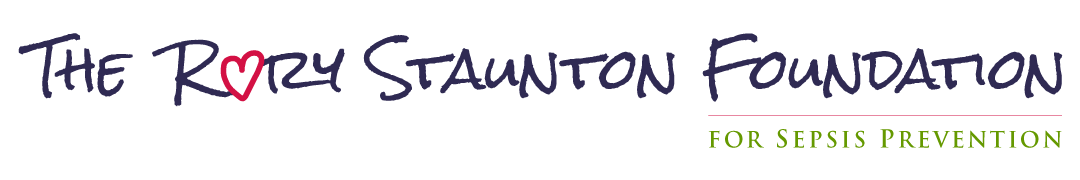 The Rory Staunton Foundation
for Sepsis Prevention